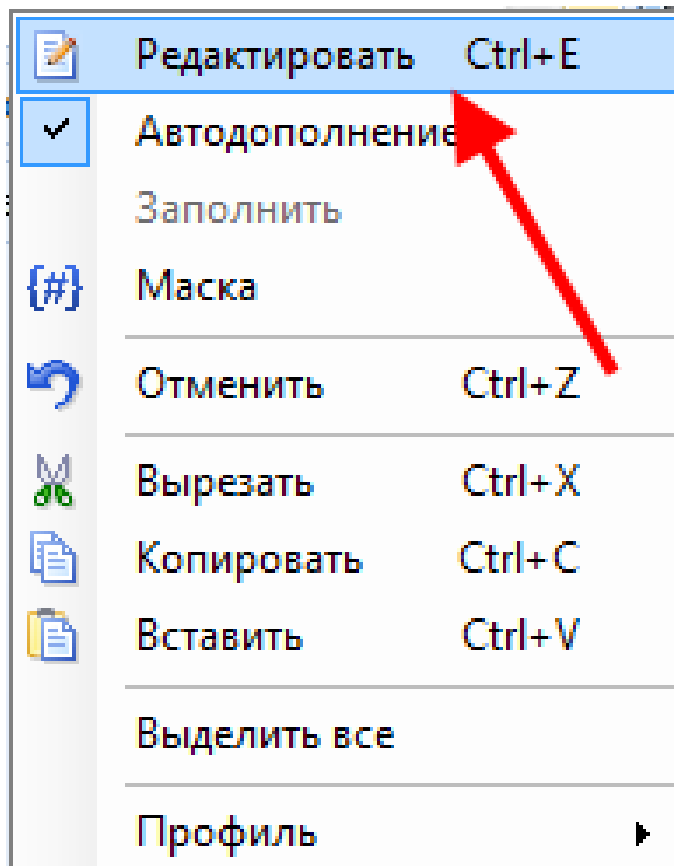 Редактировать Ctrl+E
Автодополнение
Заполнить
{#} Маска
Отменить Ctrl+Z
Вырезать Ctrl+X
Копировать Ctrl+C
Вставить Ctrl+V
Выделить все
Профиль